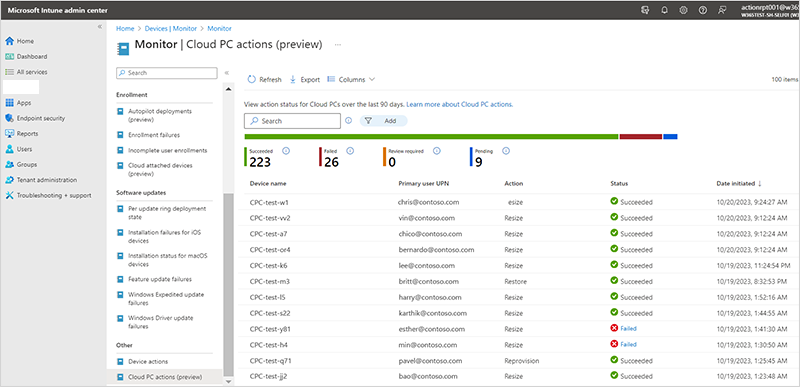 Microsoft Intune admin center
actionrpt001@w36
W365TEST-SH-SELF01 (W36
Home > Devices | Monitor > Monitor
Monitor | Cloud PC actions (preview) ...
Home
Dashboard
All services
Apps
Endpoint security
Reports
Users
Groups
Tenant administration
Troubleshooting + support
Search
Enrollment
Autopilot deployments
(preview)
Enrollment failures
Incomplete user enrollments
Cloud attached devices
(preview)
Software updates
Per update ring deployment
state
Installation failures for iOS
devices
Installation status for macOS
devices
Feature update failures
Windows Expedited update
failures
Windows Driver update
failures
Other
Device actions
Cloud PC actions (preview)
Refresh Export Columns
100 items
View action status for Cloud PCs over the last 90 days. Learn more about Cloud PC actions.
Search Add
Succeeded Failed Review required Pending
223 26 0 9
Device name Primary user UPN Action Status Date initiated ↓
CPC-test-w1 chris@contoso.com esize Succeeded 10/20/2023, 9:24:27 AM
CPC-test-vv2 vin@contoso.com Resize Succeeded 10/20/2023, 9:12:24 AM
CPC-test-a7 chico@contoso.com Resize Succeeded 10/20/2023, 9:12:24 AM
CPC-test-or4 bernardo@contoso.com Resize Succeeded 10/20/2023, 9:12:24 AM
CPC-test-k6 lee@contoso.com Resize Succeeded 10/19/2023, 11:24:54 PM
CPC-test-m3 britt@contoso.com Restore Succeeded 10/19/2023, 8:32:53 PM
CPC-test-l5 harry@contoso.com Resize Succeeded 10/19/2023, 1:52:16 AM
CPC-test-s22 karthik@contoso.com Resize Succeeded 10/19/2023, 1:44:55 AM
CPC-test-y81 esther@contoso.com Resize Failed 10/19/2023, 1:41:30 AM
CPC-test-h4 min@contoso.com Resize Failed 10/19/2023, 1:30:50 AM
CPC-test-q71 pavel@contoso.com Reprovision Succeeded 10/19/2023, 1:25:45 AM
CPC-test-jj2 bao@contoso.com Resize Succeeded 10/19/2023, 1:23:48 AM